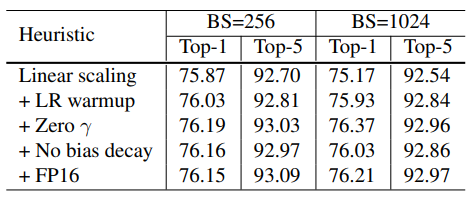 Heuristic BS=256 BS=1024
Top-1 Top-5 Top-1 Top-5
Linear scaling 75.87 92.70 75.17 92.54
+ LR warmup 76.03 92.81 75.93 92.84
+ Zero γ 76.19 93.03 76.37 92.96
+ No bias decay 76.16 92.97 76.03 92.86
+ FP16 76.15 93.09 76.21 92.97